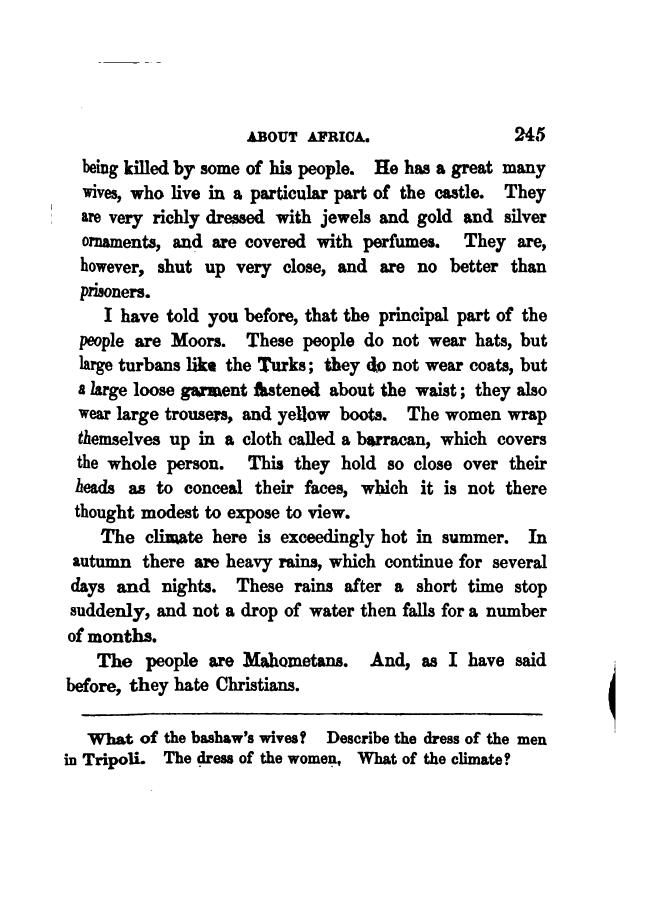 ABOUT AFRICA. 245
being killed by some of his people. He has a great many
wives, who live in a particular part of the castle. They
are very richly dressed with jewels and gold and silver
ornaments, and are covered with perfumes. They are,
however, shut up very close, and are no better than
prisoners.
I have told you before, that the principal part of the
people are Moors. These people do not wear hats, but
large turbans like the Turks; they do not wear coats, but
a large loose garment fastened about the waist; they also
wear large trousers, and yellow boots. The women wrap
themselves up in a cloth called a barracan, which covers
the whole person. This they hold so close over their
heads as to conceal their faces, which it is not there
thought modest to expose to view.
The climate here is exceedingly hot in summer. In
autumn there are heavy rains, which continue for several
days and nights. These rains after a short time stop
suddenly, and not a drop of water then falls for a number
of months.
The people are Mahometans. And, as I have said
before, they hate Christians.
What of the bashaw's wives? Describe the dress of the men
in Tripoli. The dress of the women. What of the climate?